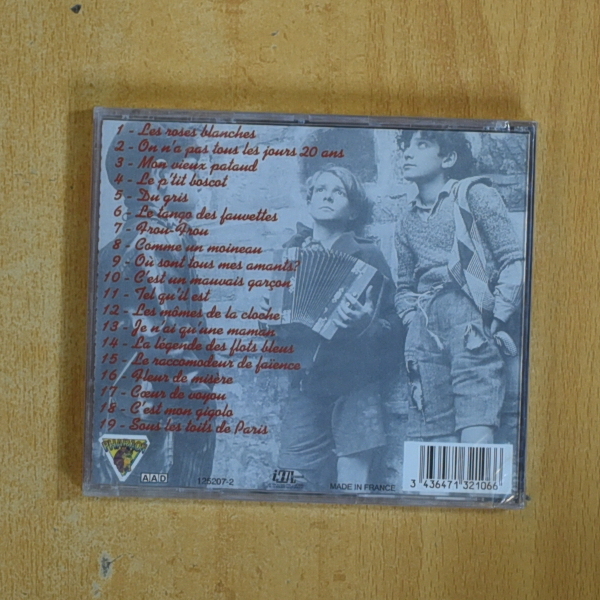 1 - Les roses blanches
2 - On n'a pas tous les jours 20 ans
3 - Mon vieux pataud
4 - Le p'tit boscot
5 - Du gris
6 - Le tango des fauvettes
7 - Frou-Frou
8 - Comme un moineau
9 - Où sont tous mes amants?
10 - C'est un mauvais garçon
11 - Tel qu'il est
12 - Les mômes de la cloche
13 - Je n'ai qu'une maman
14 - La légende des flots bleus
15 - Le raccomodeur de faïence
16 - Fleur de misère
17 - Cœur de voyou
18 - C'est mon gigolo
19 - Sous les toits de Paris
AAD
125207-2
MADE IN FRANCE
3 436471 321066